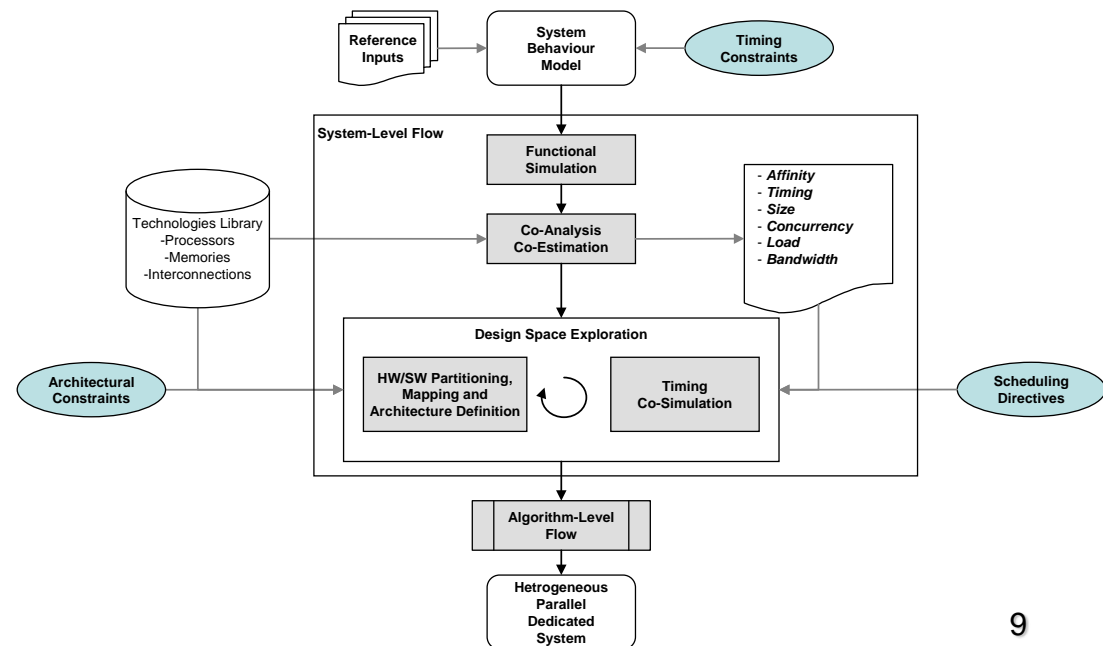 Reference
Inputs
System
Behaviour
Model
Timing
Constraints
System-Level Flow
Functional
Simulation
- Affinity
- Timing
- Size
- Concurrency
- Load
- Bandwidth
Technologies Library
-Processors
-Memories
-Interconnections
Co-Analysis
Co-Estimation
Design Space Exploration
Architectural
Constraints
HW/SW Partitioning,
Mapping and
Architecture Definition
Timing
Co-Simulation
Scheduling
Directives
Algorithm-Level
Flow
Hetrogeneous
Parallel
Dedicated
System
9